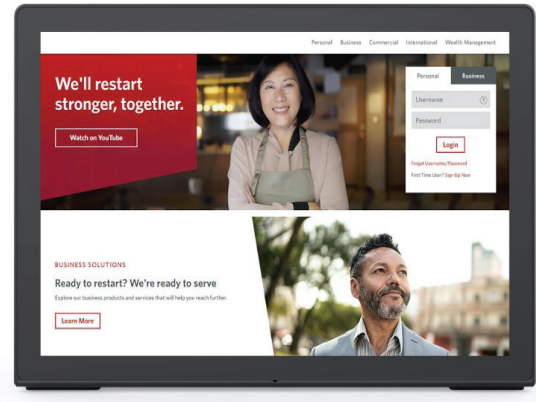 Personal Business Commercial International Wealth Management
We'll restart
stronger, together.
Watch on YouTube
Personal Business
Username ?
Password
Login
Forgot Username/Password
First Time User? Sign Up Now
BUSINESS SOLUTIONS
Ready to restart? We're ready to serve
Explore our business products and services that will help you reach further.
Learn More